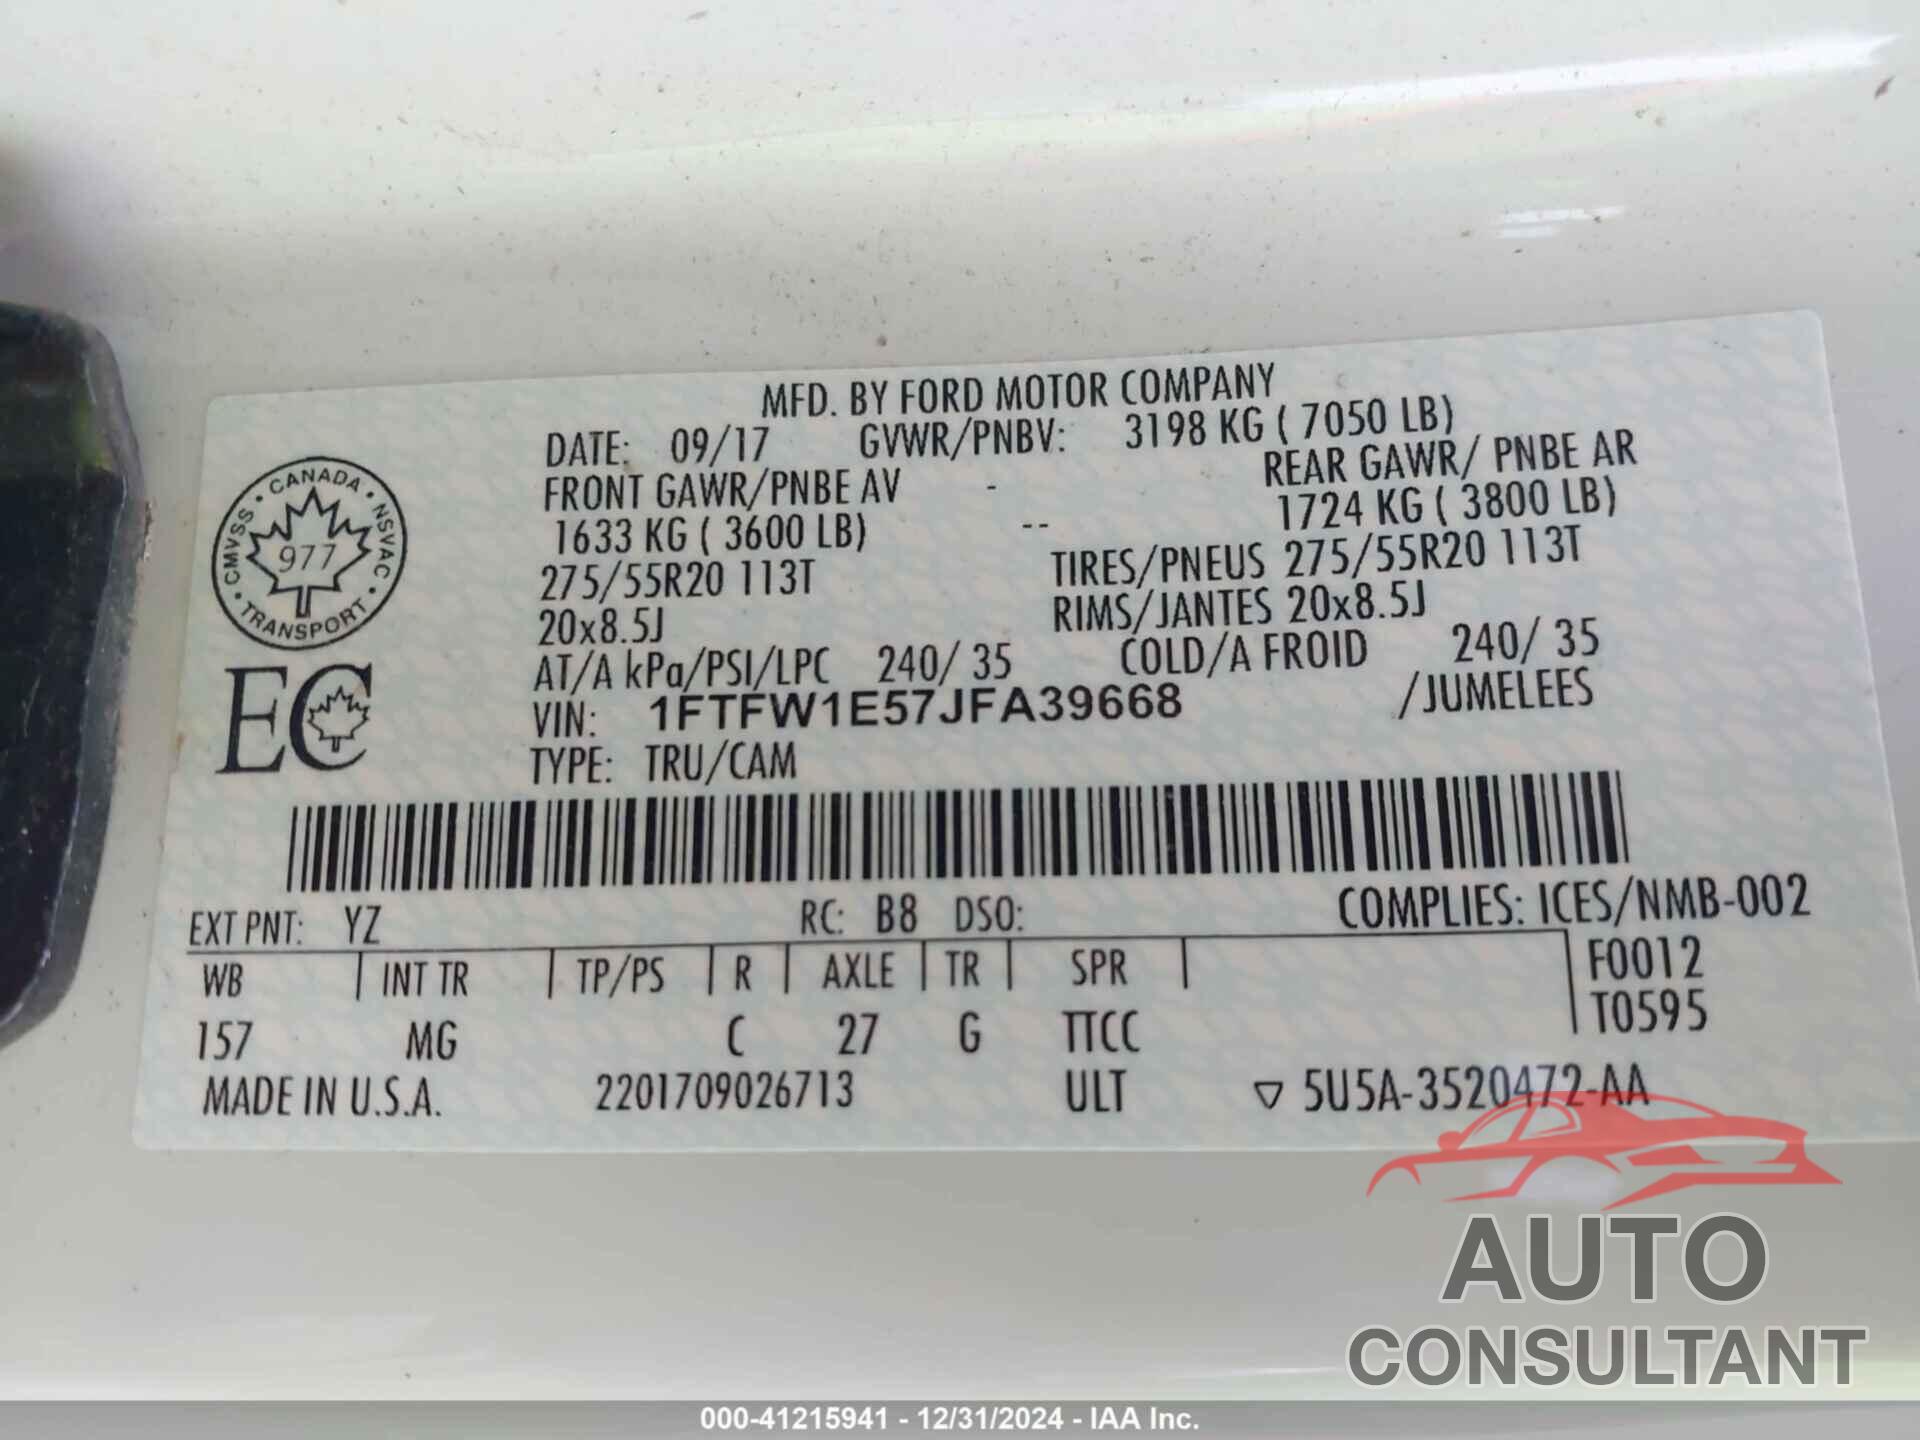 MFD. BY FORD MOTOR COMPANY
DATE: 09/17 GVWR/PNBV: 3198 KG ( 7050 LB)
FRONT GAWR/PNBE AV - REAR GAWR/ PNBE AR
1633 KG ( 3600 LB) -- 1724 KG ( 3800 LB)
275/55R20 113T TIRES/PNEUS 275/55R20 113T
20x8.5J RIMS/JANTES 20x8.5J
AT/A kPa/PSI/LPC 240/ 35 COLD/A FROID 240/ 35
VIN: 1FTFW1E57JFA39668 /JUMELEES
TYPE: TRU/CAM
CANADA • NSVAC • TRANSPORT • CMVSS •
977
EC
EXT PNT: YZ RC: B8 DSO: COMPLIES: ICES/NMB-002
WB INT TR TP/PS R AXLE TR SPR F0012
T0595
157 MG C 27 G TTCC
MADE IN U.S.A. 2201709026713 ULT ▽ 5U5A-3520472-AA
AUTO
CONSULTANT
000-41215941 - 12/31/2024 - IAA Inc.